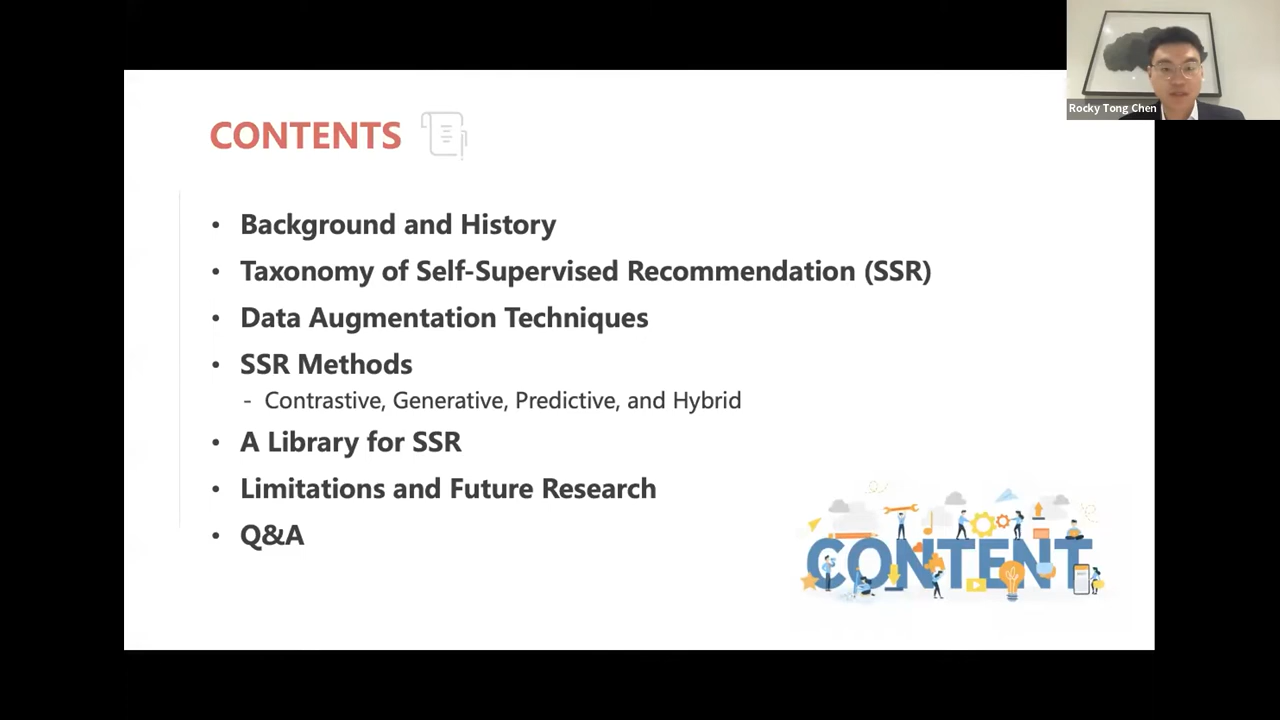 Rocky Tong Chen
CONTENTS
• Background and History
• Taxonomy of Self-Supervised Recommendation (SSR)
• Data Augmentation Techniques
• SSR Methods
- Contrastive, Generative, Predictive, and Hybrid
• A Library for SSR
• Limitations and Future Research
• Q&A
CONTENT